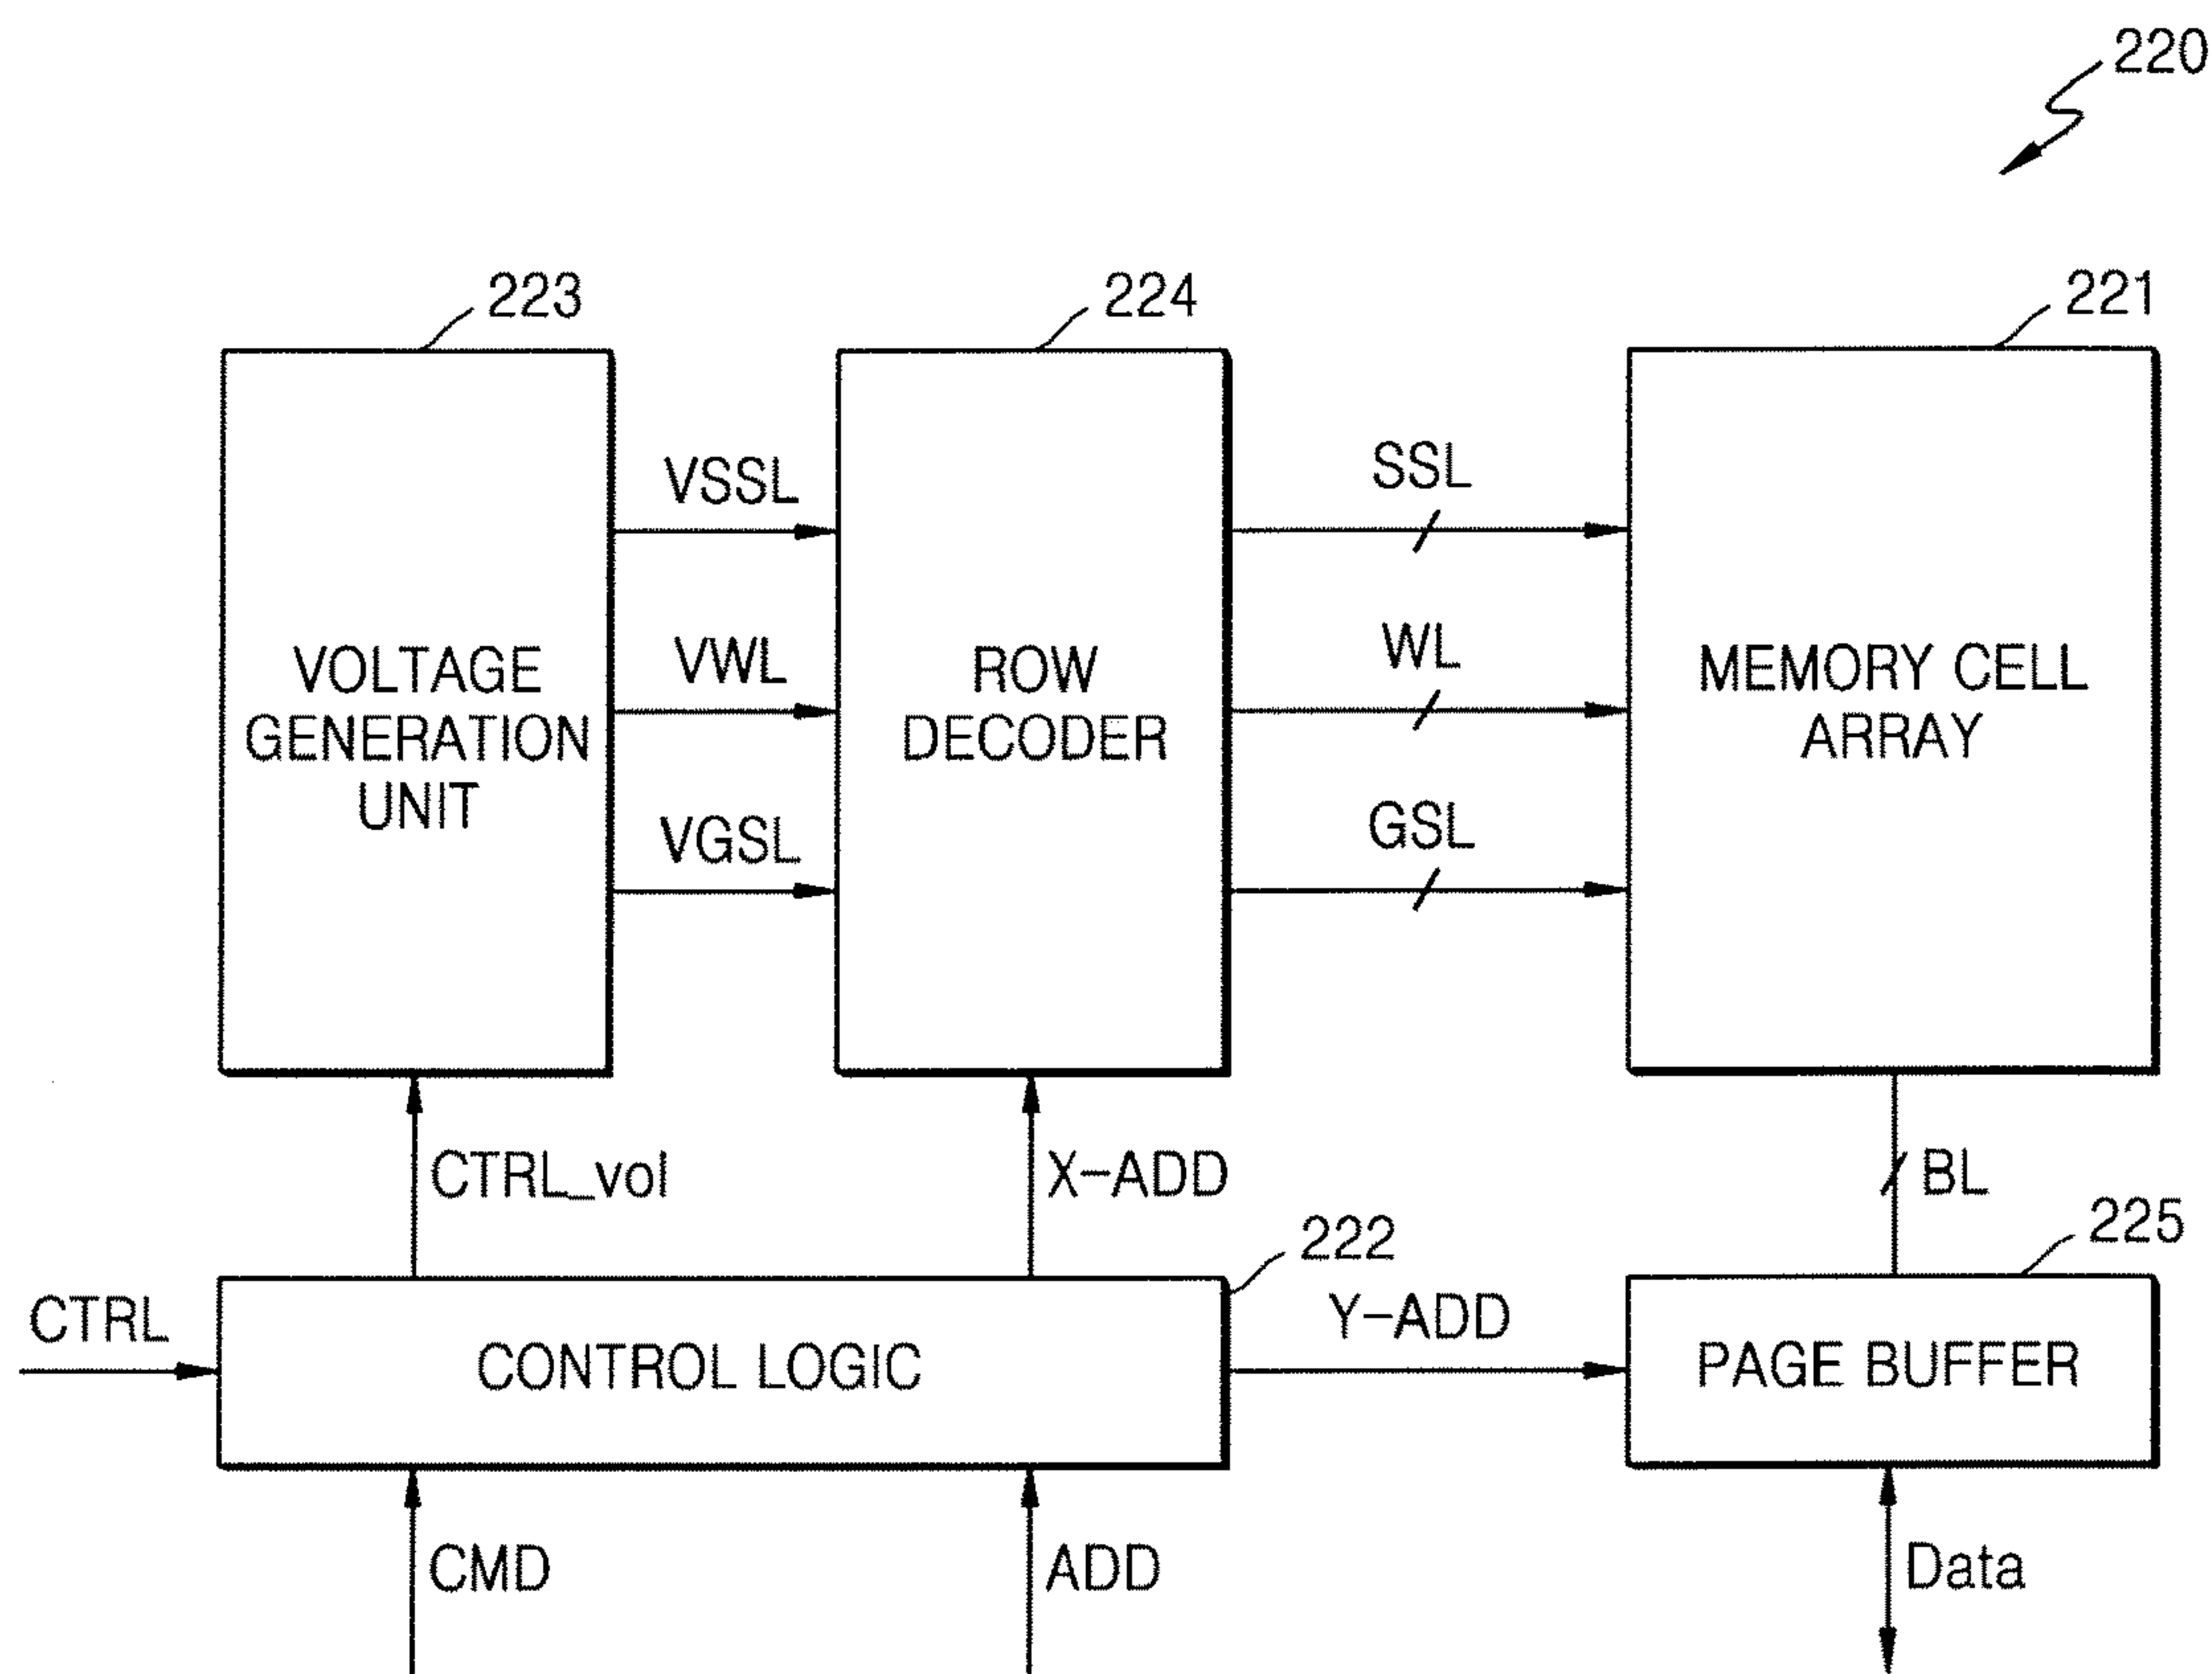 220
223
224
221
VSSL
SSL
VWL
WL
VOLTAGE
GENERATION
UNIT
ROW
DECODER
MEMORY CELL
ARRAY
VGSL
GSL
CTRL_vol
X-ADD
BL
222
225
CTRL
Y-ADD
CONTROL LOGIC
PAGE BUFFER
CMD
ADD
Data